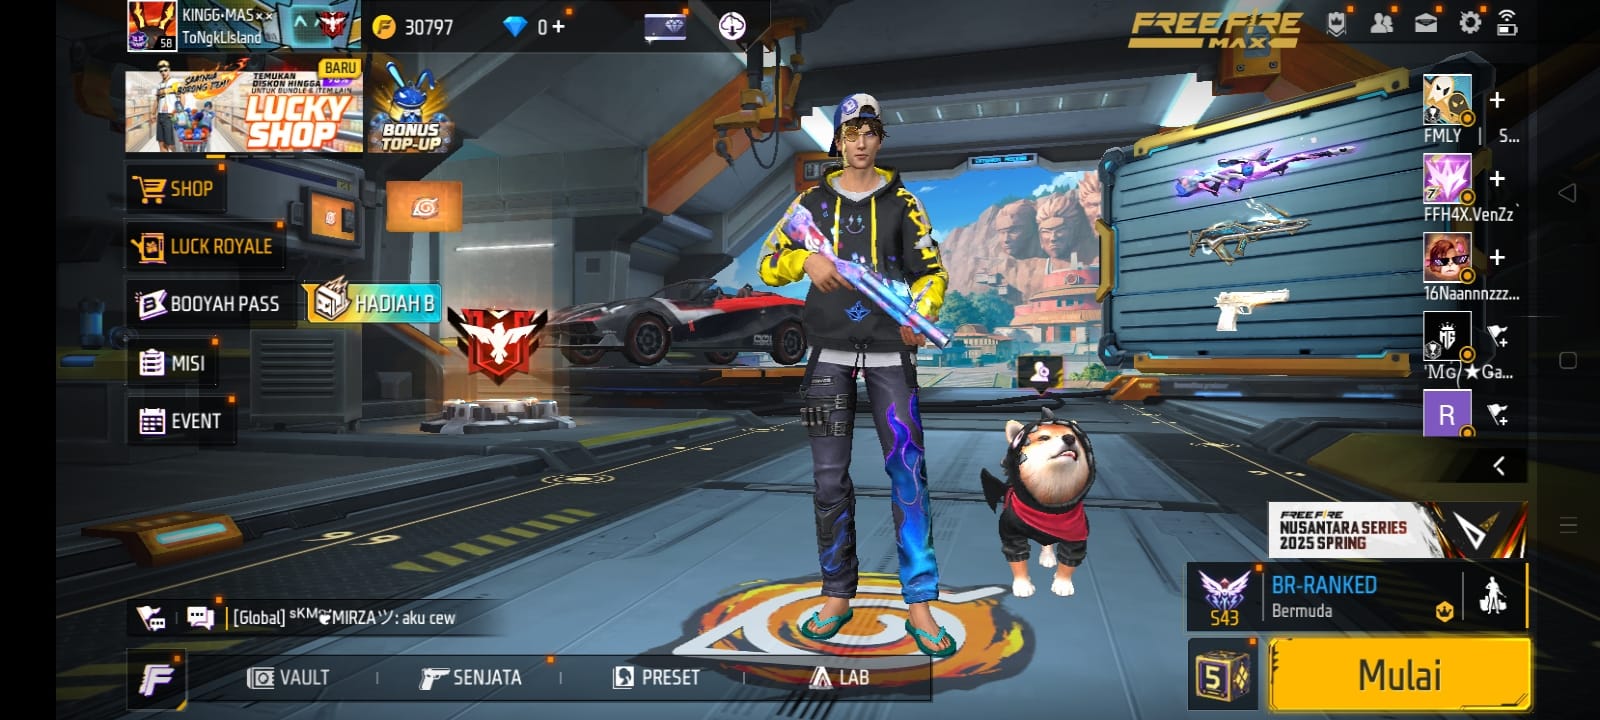 KINGG•MAS××
ToNgkLIsland
58
30797
0 +
FREE FIRE
MAX
BARU
TEMUKAN
DISKON HINGGA
UNTUK BUNDLE & ITEM LAIN
LUCKY
SHOP
BONUS
TOP-UP
SHOP
LUCK ROYALE
BOOYAH PASS
HADIAH B
MISI
EVENT
FMLY | S...
FFH4X.VenZz
16Naannnzzz...
'MG/★Ga...
R
FREE FIRE
NUSANTARA SERIES
2025 SPRING
BR-RANKED
Bermuda
S43
[Global] sKM MIRZAツ: aku cew
VAULT
SENJATA
PRESET
LAB
5
Mulai